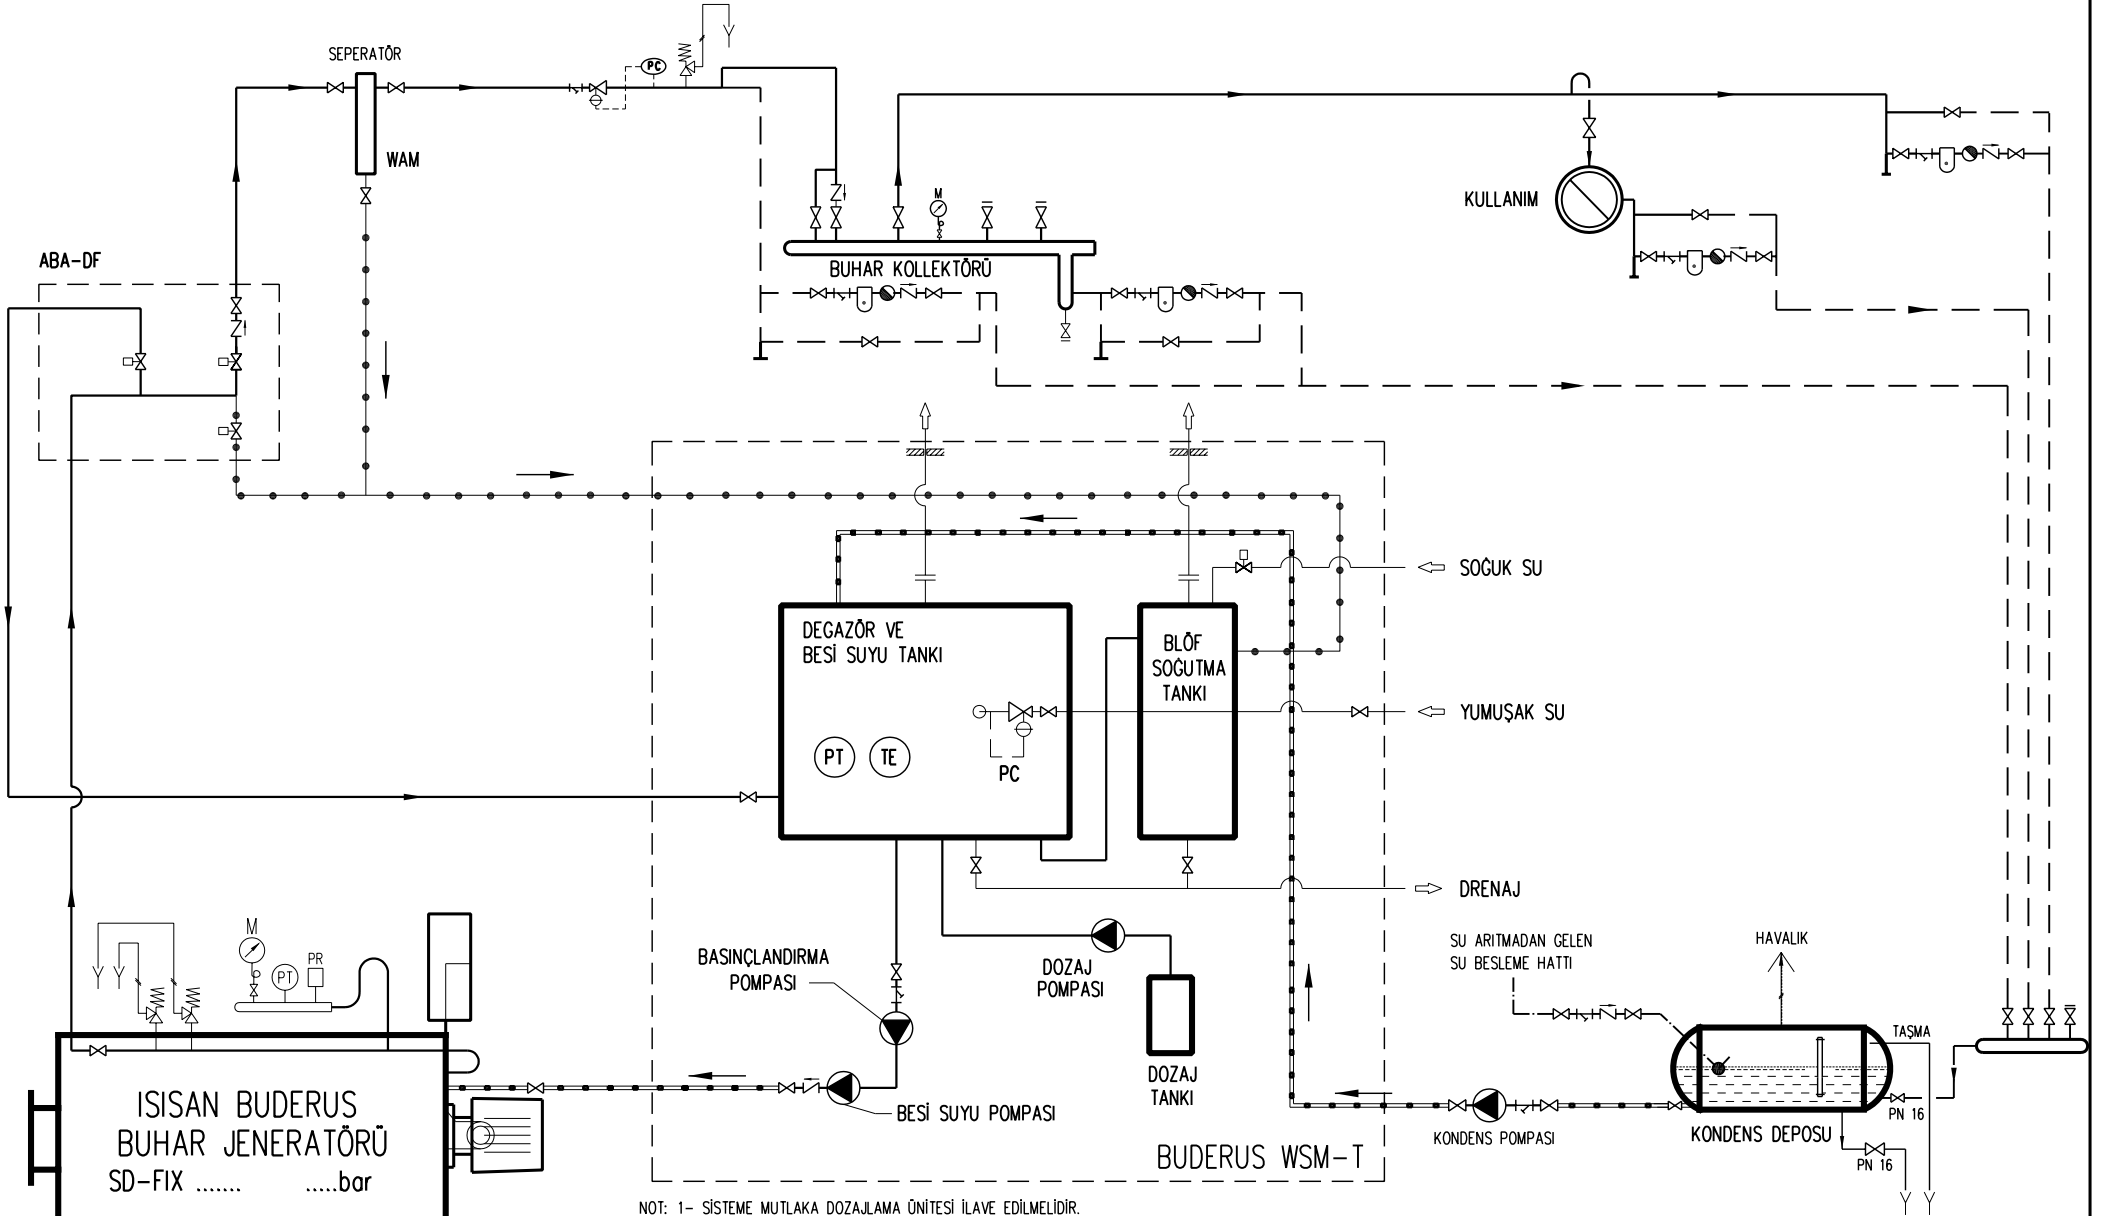 SEPERATÖR
PC
WAM
M
KULLANIM
ABA-DF
BUHAR KOLLEKTÖRÜ
SOĞUK SU
DEGAZÖR VE
BESİ SUYU TANKI
BLÖF
SOĞUTMA
TANKI
YUMUŞAK SU
PT
TE
PC
DRENAJ
M
PT
PR
BASINÇLANDIRMA
POMPASI
DOZAJ
POMPASI
SU ARITMADAN GELEN
SU BESLEME HATTI
HAVALIK
TAŞMA
DOZAJ
TANKI
BESİ SUYU POMPASI
ISISAN BUDERUS
BUHAR JENERATÖRÜ
SD-FIX ....... .....bar
PN 16
KONDENS POMPASI
KONDENS DEPOSU
PN 16
BUDERUS WSM-T
NOT: 1- SİSTEME MUTLAKA DOZAJLAMA ÜNİTESİ İLAVE EDİLMELİDİR.